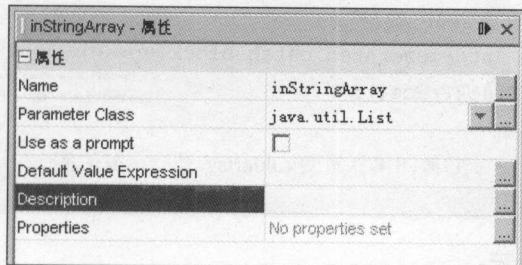 inStringArray - 属性
属性
Name inStringArray ...
Parameter Class java.util.List ...
Use as a prompt
Default Value Expression ...
Description ...
Properties No properties set ...